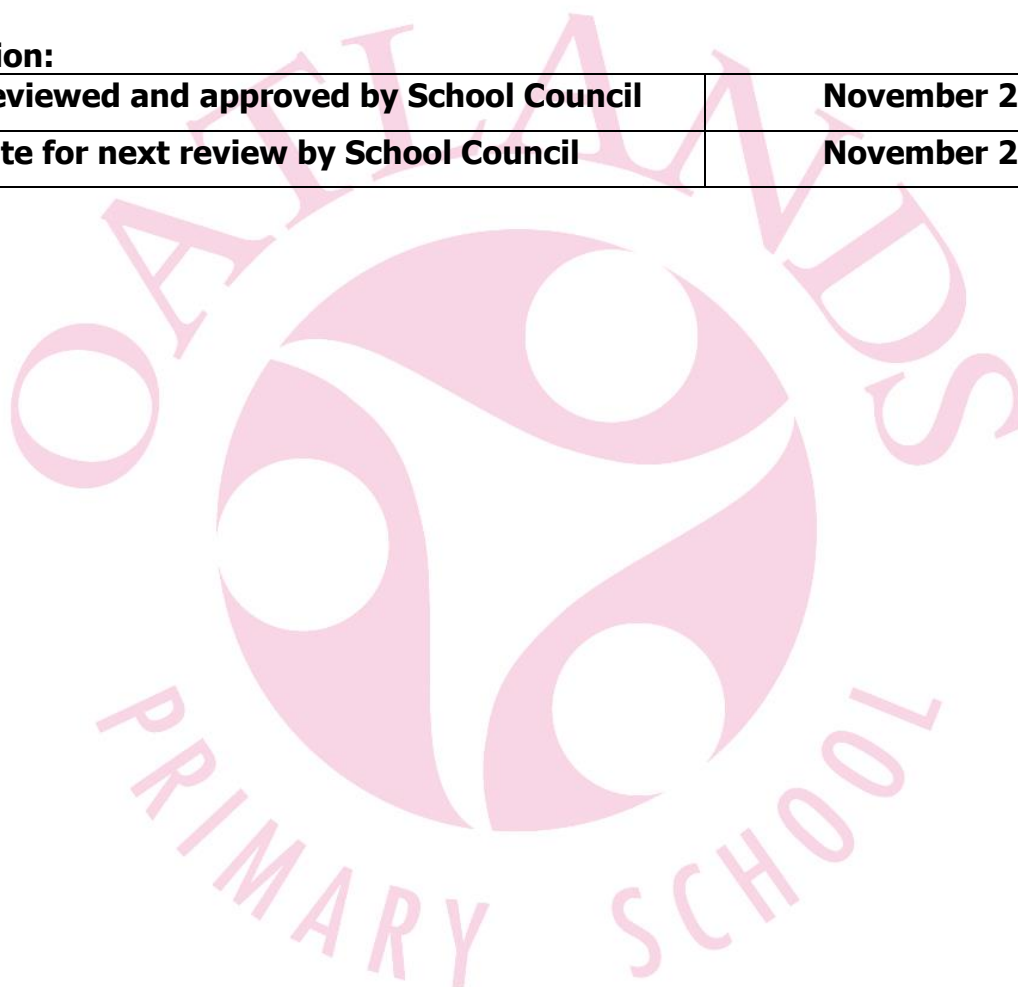 ion:
eviewed and approved by School Council November 2
te for next review by School Council November 2
OATLANDS
PRIMARY SCHOOL